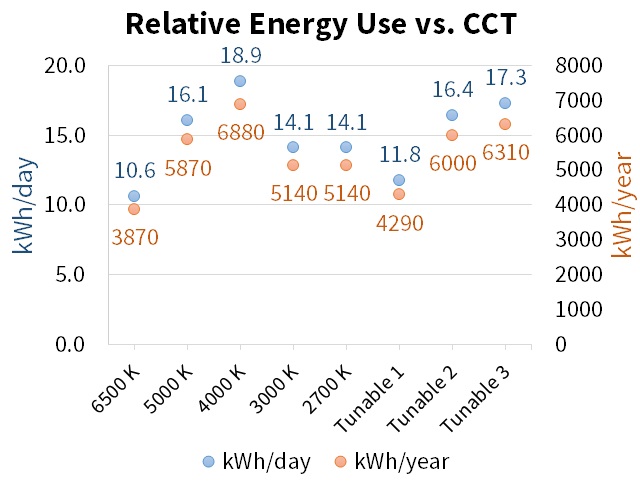 Relative Energy Use vs. CCT
kWh/day
20.0
15.0
10.0
5.0
0.0
10.6
16.1
18.9
14.1
14.1
11.8
16.4
17.3
3870
5870
6880
5140
5140
4290
6000
6310
8000
7000
6000
5000
4000
3000
2000
1000
0
kWh/year
6500 K
5000 K
4000 K
3000 K
2700 K
Tunable 1
Tunable 2
Tunable 3
kWh/day
kWh/year